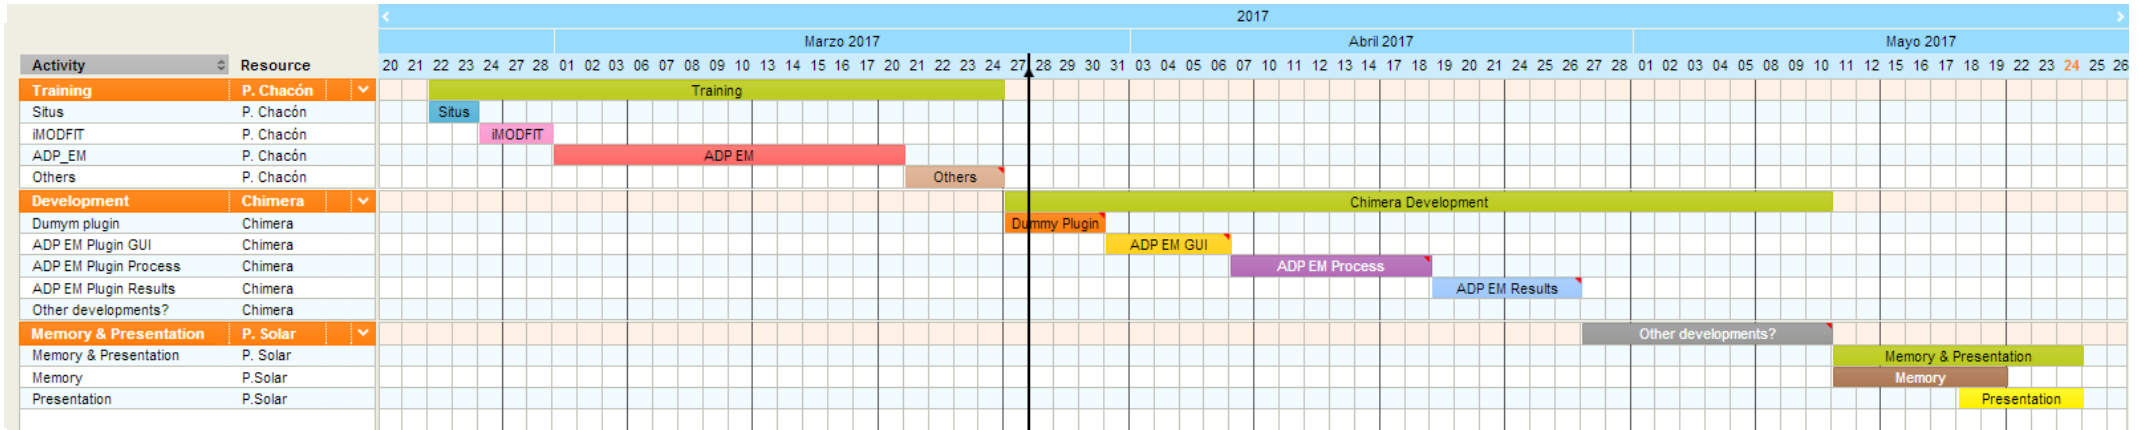 2017
Marzo 2017 Abril 2017 Mayo 2017
Activity Resource 20 21 22 23 24 27 28 01 02 03 06 07 08 09 10 13 14 15 16 17 20 21 22 23 24 27 28 29 30 31 03 04 05 06 07 10 11 12 13 14 17 18 19 20 21 24 25 26 27 28 01 02 03 04 05 08 09 10 11 12 15 16 17 18 19 22 23 24 25 26
Training P. Chacón Training
Situs P. Chacón Situs
iMODFIT P. Chacón iMODFIT
ADP_EM P. Chacón ADP EM
Others P. Chacón Others
Development Chimera Chimera Development
Dumym plugin Chimera Dummy Plugin
ADP EM Plugin GUI Chimera ADP EM GUI
ADP EM Plugin Process Chimera ADP EM Process
ADP EM Plugin Results Chimera ADP EM Results
Other developments? Chimera
Memory & Presentation P. Solar Other developments?
Memory & Presentation P. Solar Memory & Presentation
Memory P.Solar Memory
Presentation P.Solar Presentation